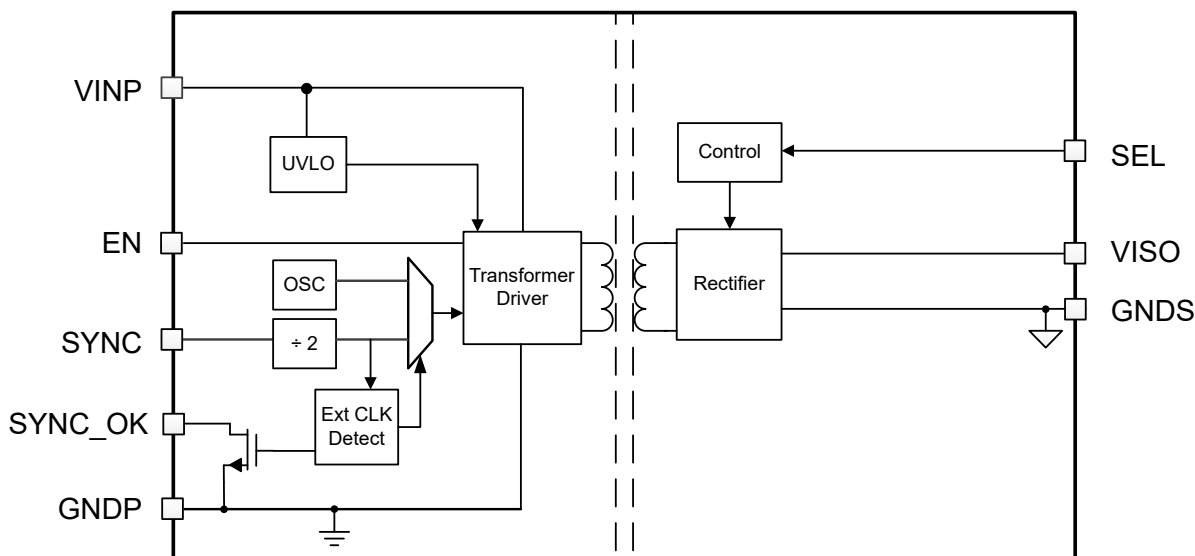 VINP
UVLO
Control
SEL
EN
Transformer
Driver
Rectifier
VISO
OSC
GNDS
SYNC
÷ 2
SYNC_OK
Ext CLK
Detect
GNDP